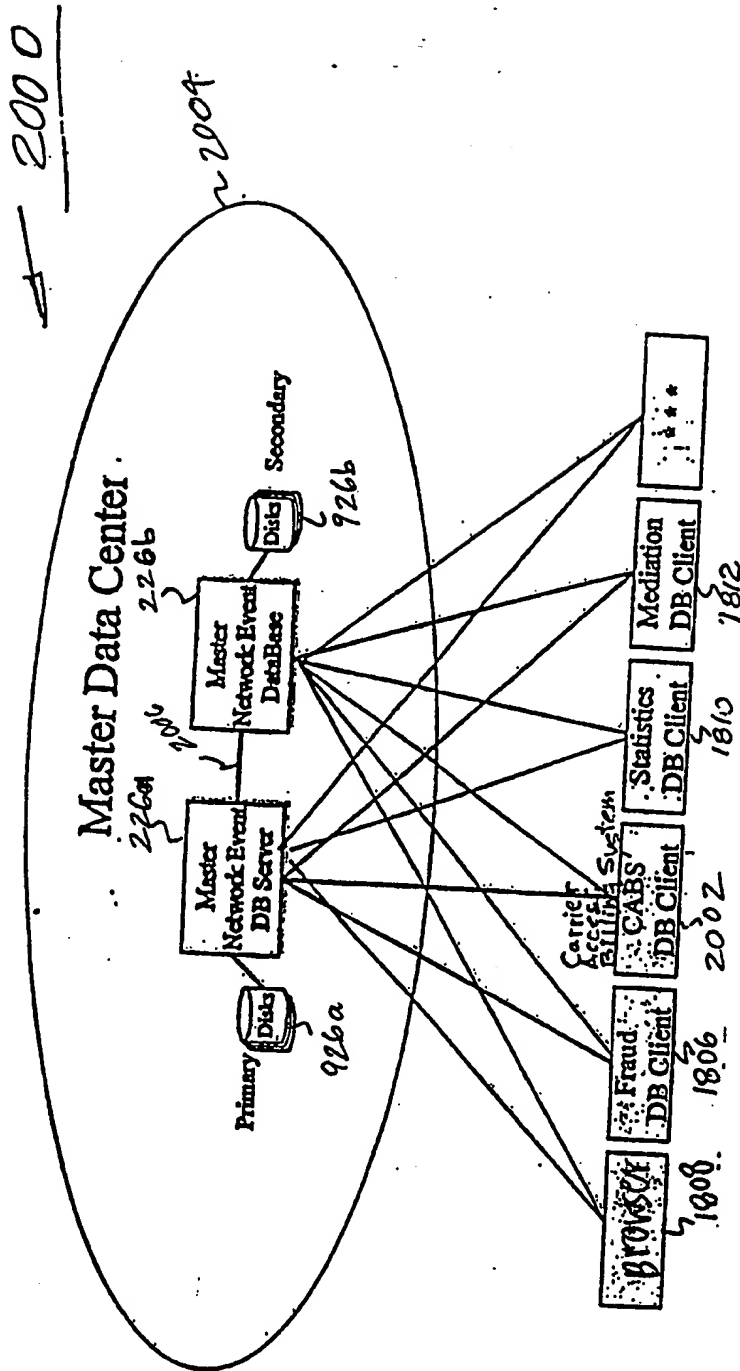 2000
2004
Master Data Center
226a
226b
2006
Master
Network Event
DB Server
Master
Network Event
DataBase
Primary
Disks
926a
Disks
Secondary
926b
Browser
1808
Fraud
DB Client
1806
Carrier
Access
Billing System
CABS
DB Client
2002
Statistics
DB Client
1810
Mediation
DB Client
1812
***